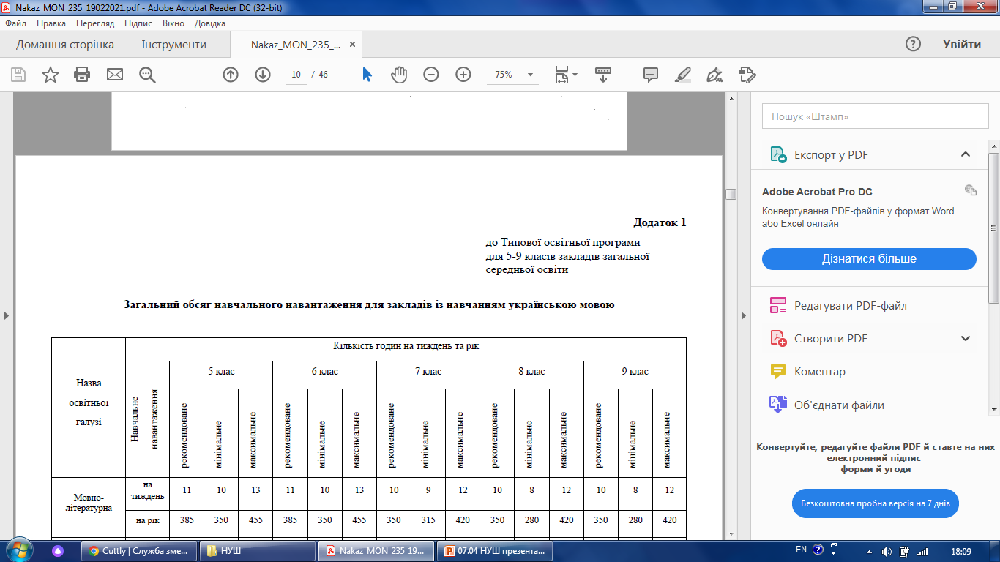 Nakaz_MON_235_19022021.pdf - Adobe Acrobat Reader DC (32-bit)
Файл Правка Перегляд Підпис Вікно Довідка
Домашня сторінка Інструменти Nakaz_MON_235_... × Увійти
10 / 46 75%
Додаток 1
до Типової освітньої програми
для 5-9 класів закладів загальної
середньої освіти
Загальний обсяг навчального навантаження для закладів із навчанням українською мовою
Назва
освітньої
галузі
Кількість годин на тиждень та рік
Навчальне
навантаження
5 клас 6 клас 7 клас 8 клас 9 клас
рекомендоване мінімальне максимальне рекомендоване мінімальне максимальне рекомендоване мінімальне максимальне рекомендоване мінімальне максимальне рекомендоване мінімальне максимальне
Мовно-
літературна
на
тиждень 11 10 13 11 10 13 10 9 12 10 8 12 10 8 12
на рік 385 350 455 385 350 455 350 315 420 350 280 420 350 280 420
Пошук «Штамп»
Експорт у PDF
Adobe Acrobat Pro DC
Конвертування PDF-файлів у формат Word
або Excel онлайн
Дізнатися більше
Редагувати PDF-файл
Створити PDF
Коментар
Об'єднати файли
Конвертуйте, редагуйте файли PDF й ставте на них
електронний підпис
форми й угоди
Безкоштовна пробна версія на 7 днів
Cuttly | Служба зме... НУШ Nakaz_MON_235_19... 07.04 НУШ презента... EN 18:09